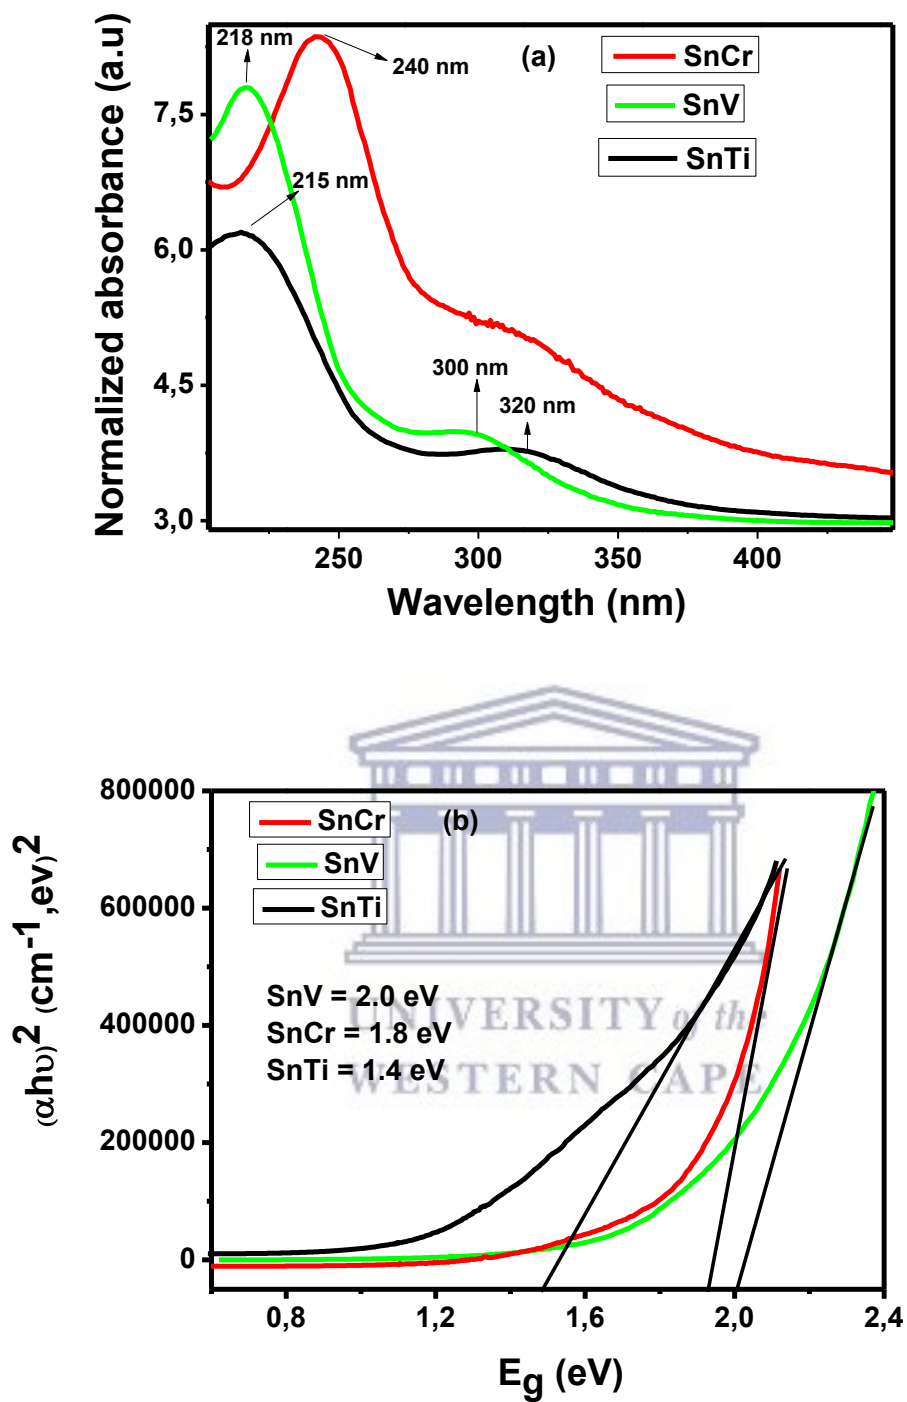 218 nm
240 nm
(a)
SnCr
SnV
SnTi
215 nm
300 nm
320 nm
7,5
6,0
4,5
3,0
Normalized absorbance (a.u)
250
300
350
400
Wavelength (nm)
800000
600000
400000
200000
0
(αhυ)2 (cm-1,ev)2
SnCr
(b)
SnV
SnTi
SnV = 2.0 eV
SnCr = 1.8 eV
SnTi = 1.4 eV
UNIVERSITY of the
WESTERN CAPE
0,8
1,2
1,6
2,0
2,4
Eg (eV)